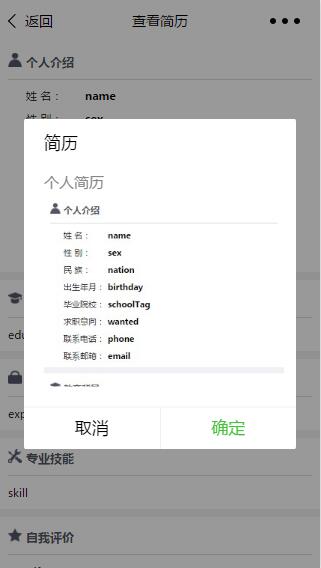 返回
查看简历
个人介绍
姓 名： name
性 别： sex
简历
个人简历
个人介绍
姓 名： name
性 别： sex
民 族： nation
出生年月： birthday
毕业院校： schoolTag
求职意向： wanted
联系电话： phone
联系邮箱： email
edu
exp
取消
确定
专业技能
skill
自我评价